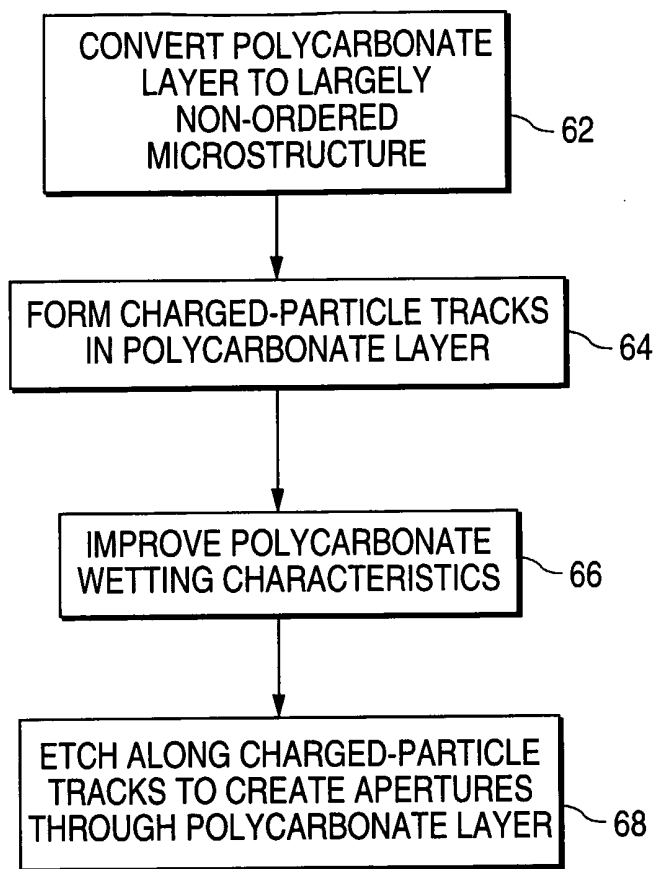 CONVERT POLYCARBONATE
LAYER TO LARGELY
NON-ORDERED
MICROSTRUCTURE
62
FORM CHARGED-PARTICLE TRACKS
IN POLYCARBONATE LAYER
64
IMPROVE POLYCARBONATE
WETTING CHARACTERISTICS
66
ETCH ALONG CHARGED-PARTICLE
TRACKS TO CREATE APERTURES
THROUGH POLYCARBONATE LAYER
68